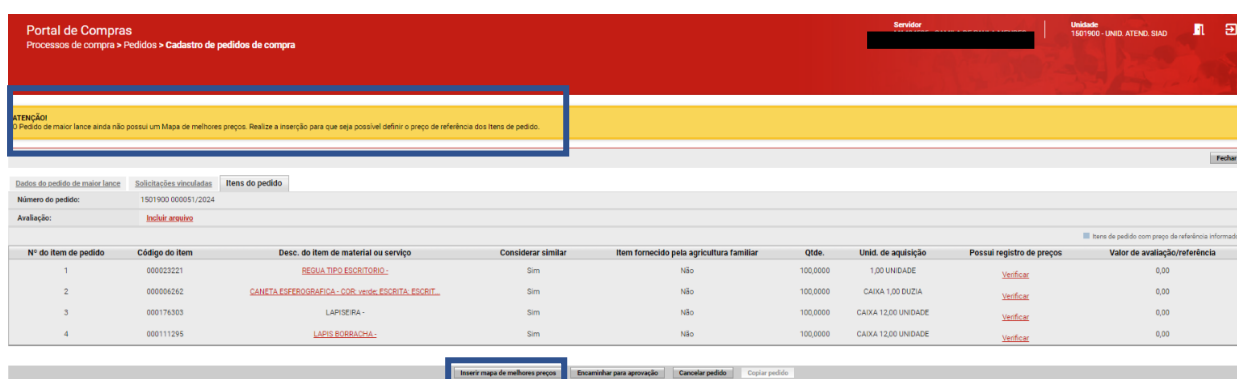 Portal de Compras
Processos de compra > Pedidos > Cadastro de pedidos de compra
Servidor
Unidade
1501900 - UNID. ATEND. SIAD
ATENÇÃO!
O Pedido de maior lance ainda não possui um Mapa de melhores preços. Realize a inserção para que seja possível definir o preço de referência dos Itens de pedido.
Fechar
Dados do pedido de maior lance Solicitações vinculadas Itens do pedido
Número do pedido: 1501900 000051/2024
Avaliação: Incluir arquivo
Itens de pedido com preço de referência informado
Nº do item de pedido Código do item Desc. do item de material ou serviço Considerar similar Item fornecido pela agricultura familiar Qtde. Unid. de aquisição Possui registro de preços Valor de avaliação/referência
1 000023221 REGUA TIPO ESCRITORIO - Sim Não 100,0000 1,00 UNIDADE Verificar 0,00
2 000006262 CANETA ESFEROGRAFICA - COR: verde; ESCRITA: ESCRIT... Sim Não 100,0000 CAIXA 1,00 DUZIA Verificar 0,00
3 000176303 LAPISEIRA - Sim Não 100,0000 CAIXA 12,00 UNIDADE Verificar 0,00
4 000111295 LAPIS BORRACHA - Sim Não 100,0000 CAIXA 12,00 UNIDADE Verificar 0,00
Inserir mapa de melhores preços Encaminhar para aprovação Cancelar pedido Copiar pedido